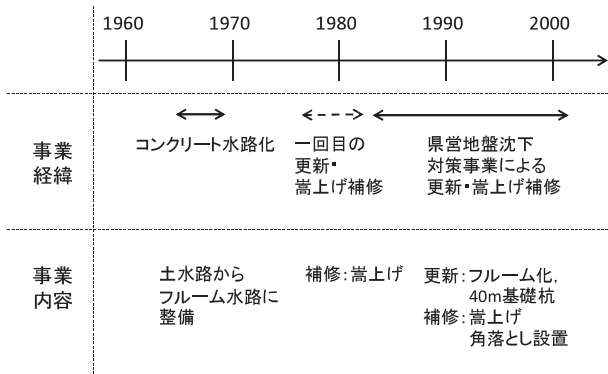 1960 1970 1980 1990 2000
事業
経緯
コンクリート水路化
一回目の
更新・
嵩上げ補修
県営地盤沈下
対策事業による
更新・嵩上げ補修
事業
内容
土水路から
フルーム水路に
整備
補修：嵩上げ
更新：フルーム化，
40m基礎杭
補修：嵩上げ
角落とし設置